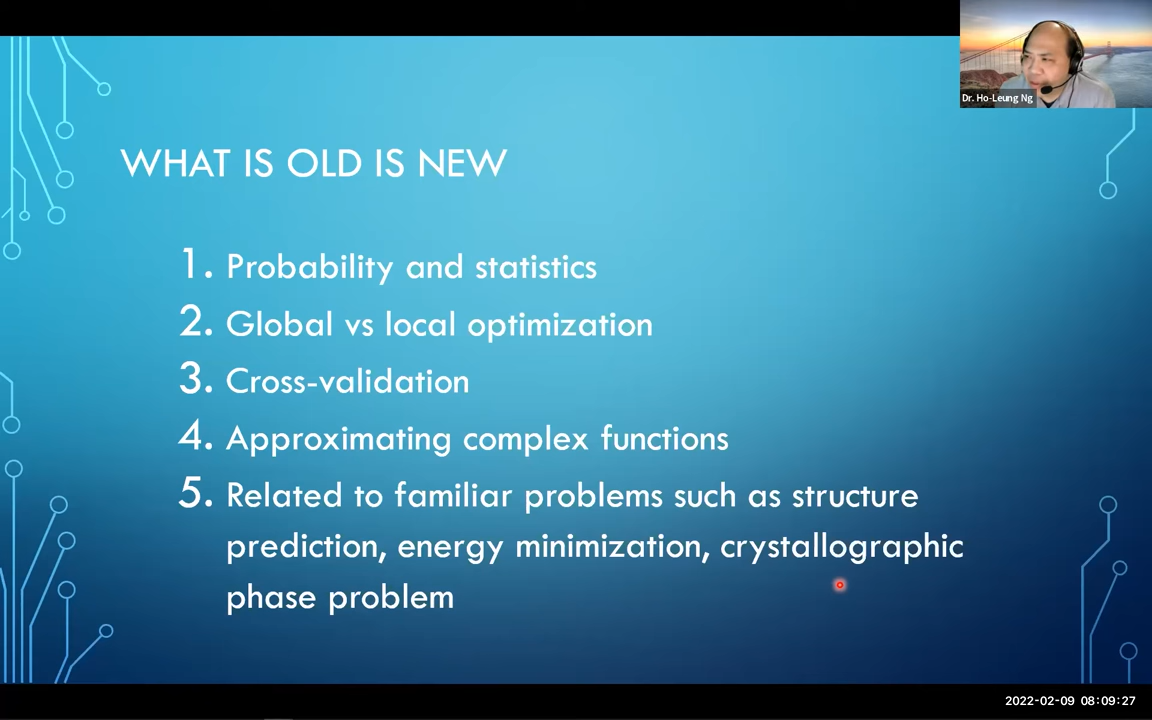 Dr. Ho-Leung Ng
WHAT IS OLD IS NEW
1. Probability and statistics
2. Global vs local optimization
3. Cross-validation
4. Approximating complex functions
5. Related to familiar problems such as structure
prediction, energy minimization, crystallographic
phase problem
2022-02-09 08:09:27